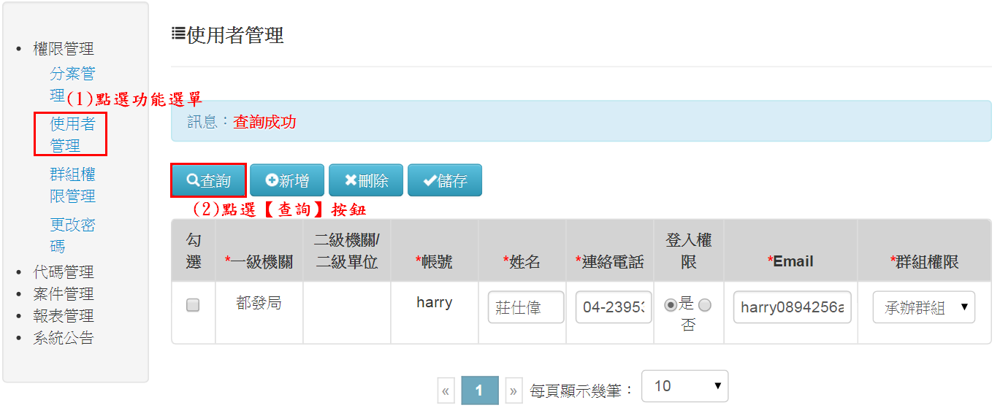 權限管理
分案管
理
(1)點選功能選單
使用者
管理
群組權
限管理
更改密
碼
代碼管理
案件管理
報表管理
系統公告
使用者管理
訊息：查詢成功
查詢 新增 刪除 儲存
(2)點選【查詢】按鈕
勾
選
*一級機關
二級機關/
二級單位
*帳號
*姓名
*連絡電話
登入權
限
*Email
*群組權限
都發局
harry
莊仕偉
04-23953
是
否
harry0894256a
承辦群組
« 1 » 每頁顯示幾筆： 10